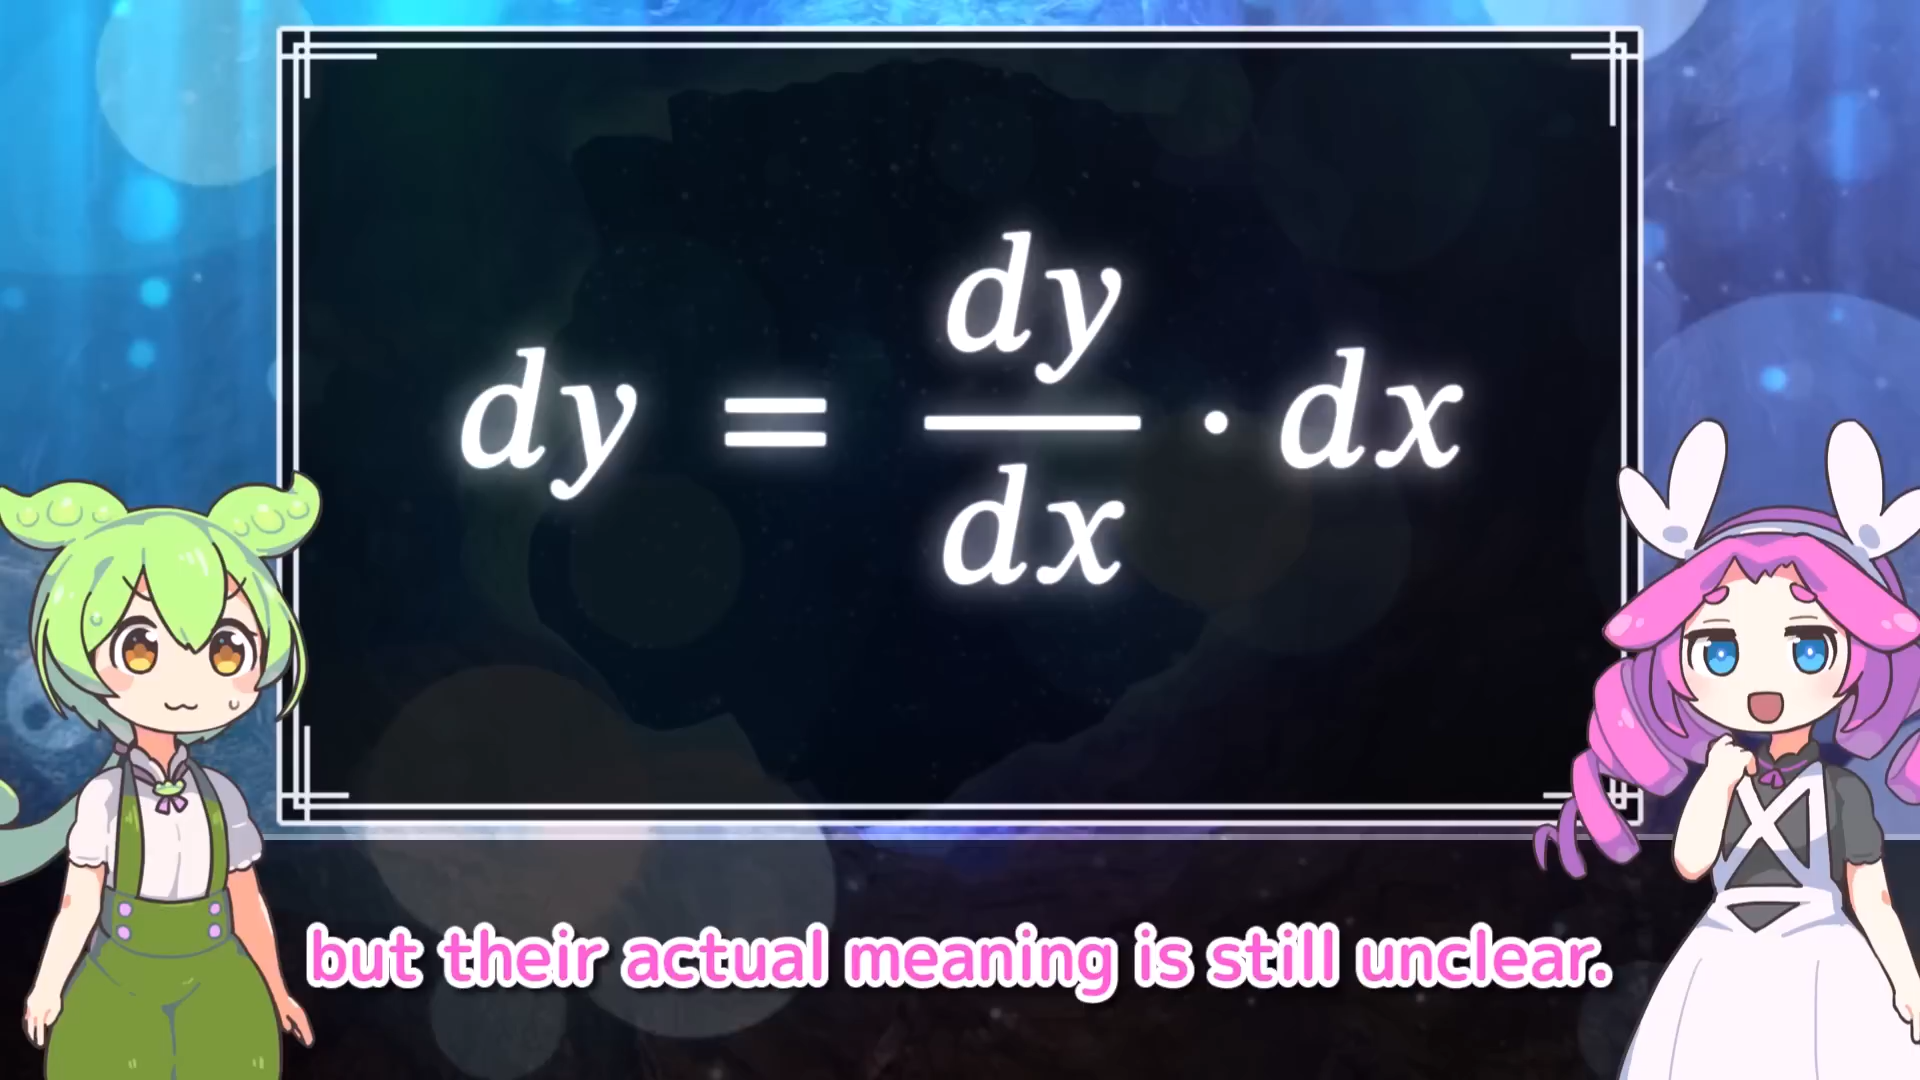 dy = dy/dx · dx
but their actual meaning is still unclear.